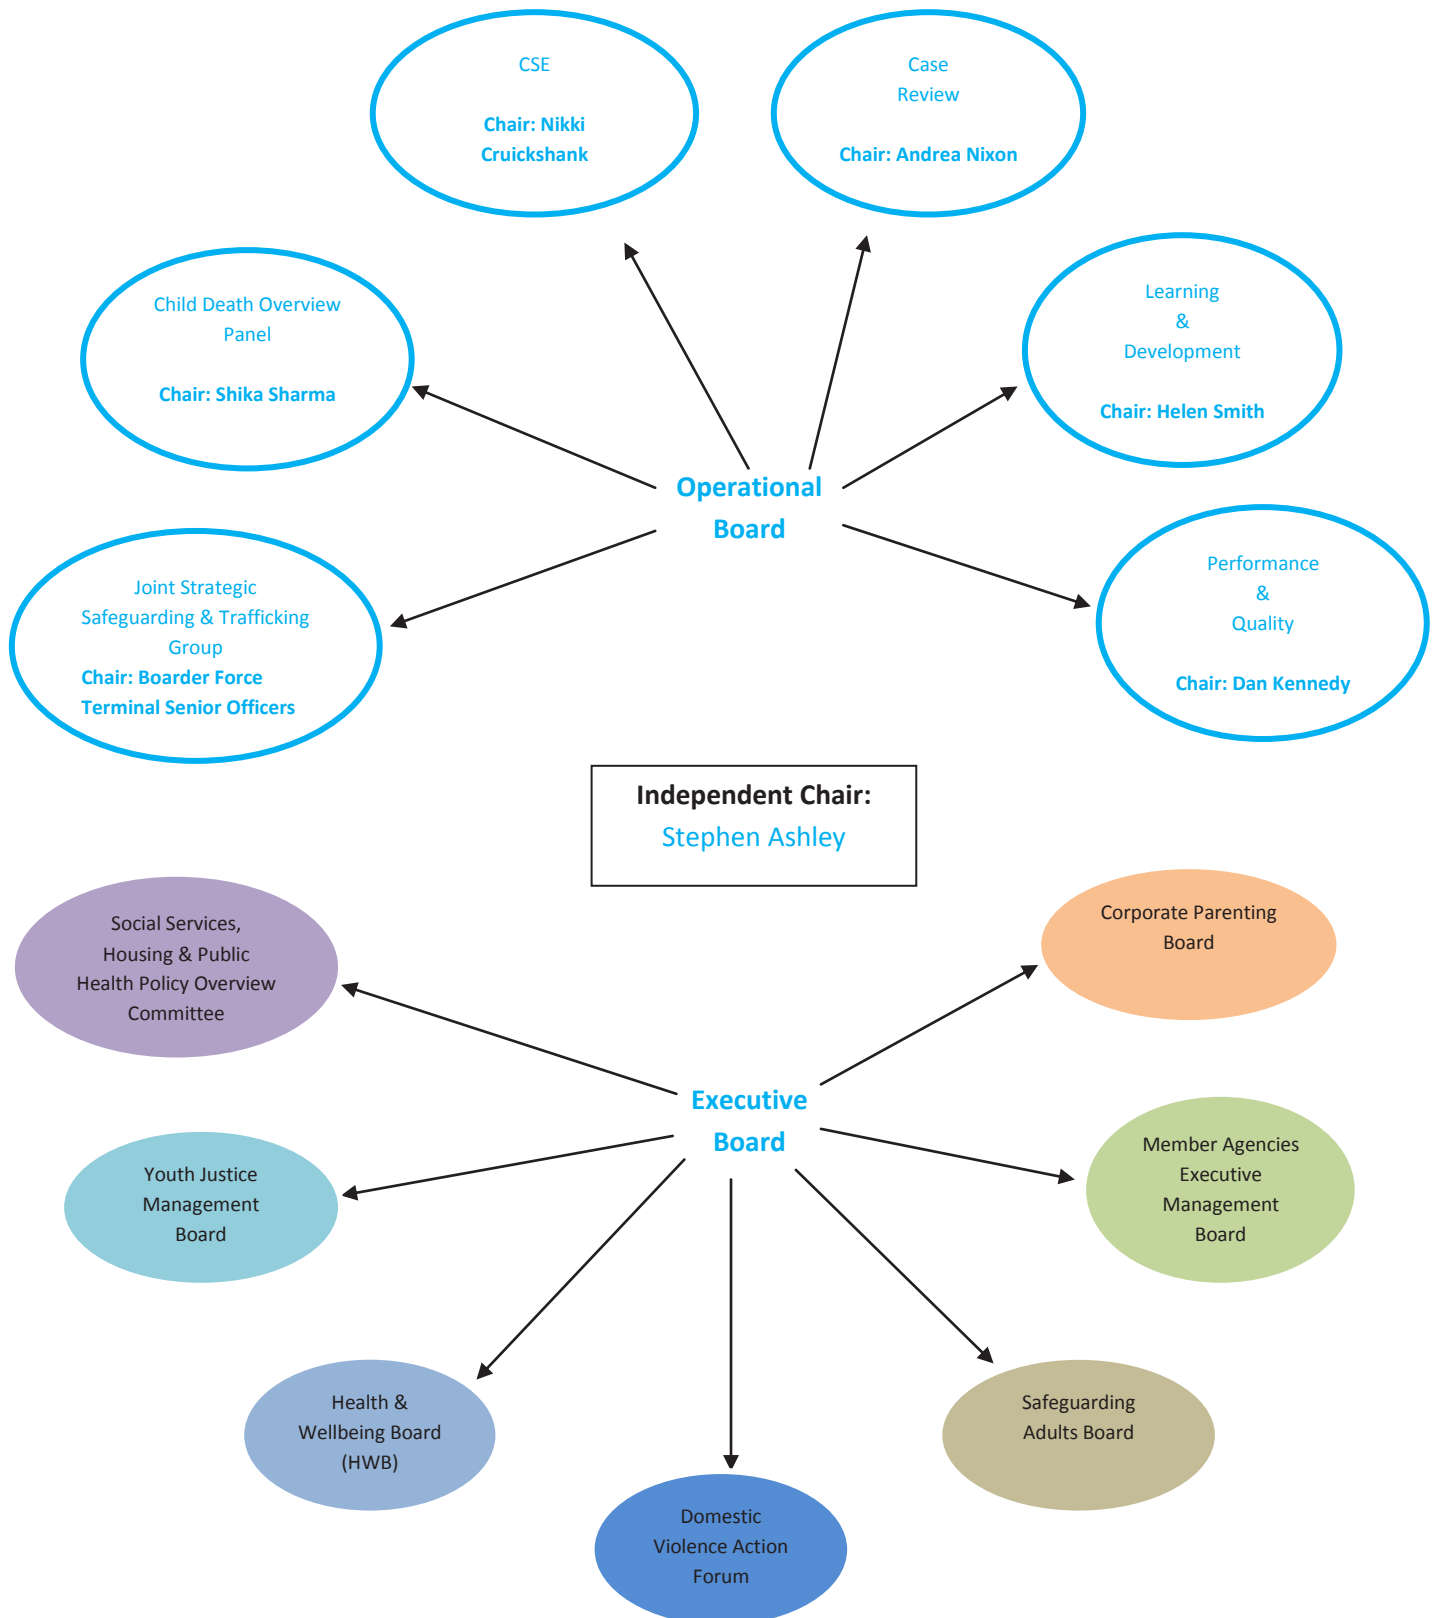 CSE
Chair: Nikki
Cruickshank
Case
Review
Chair: Andrea Nixon
Child Death Overview
Panel
Chair: Shika Sharma
Learning
&
Development
Chair: Helen Smith
Operational
Board
Joint Strategic
Safeguarding & Trafficking
Group
Chair: Boarder Force
Terminal Senior Officers
Performance
&
Quality
Chair: Dan Kennedy
Independent Chair:
Stephen Ashley
Social Services,
Housing & Public
Health Policy Overview
Committee
Corporate Parenting
Board
Executive
Board
Youth Justice
Management
Board
Member Agencies
Executive
Management
Board
Health &
Wellbeing Board
(HWB)
Safeguarding
Adults Board
Domestic
Violence Action
Forum